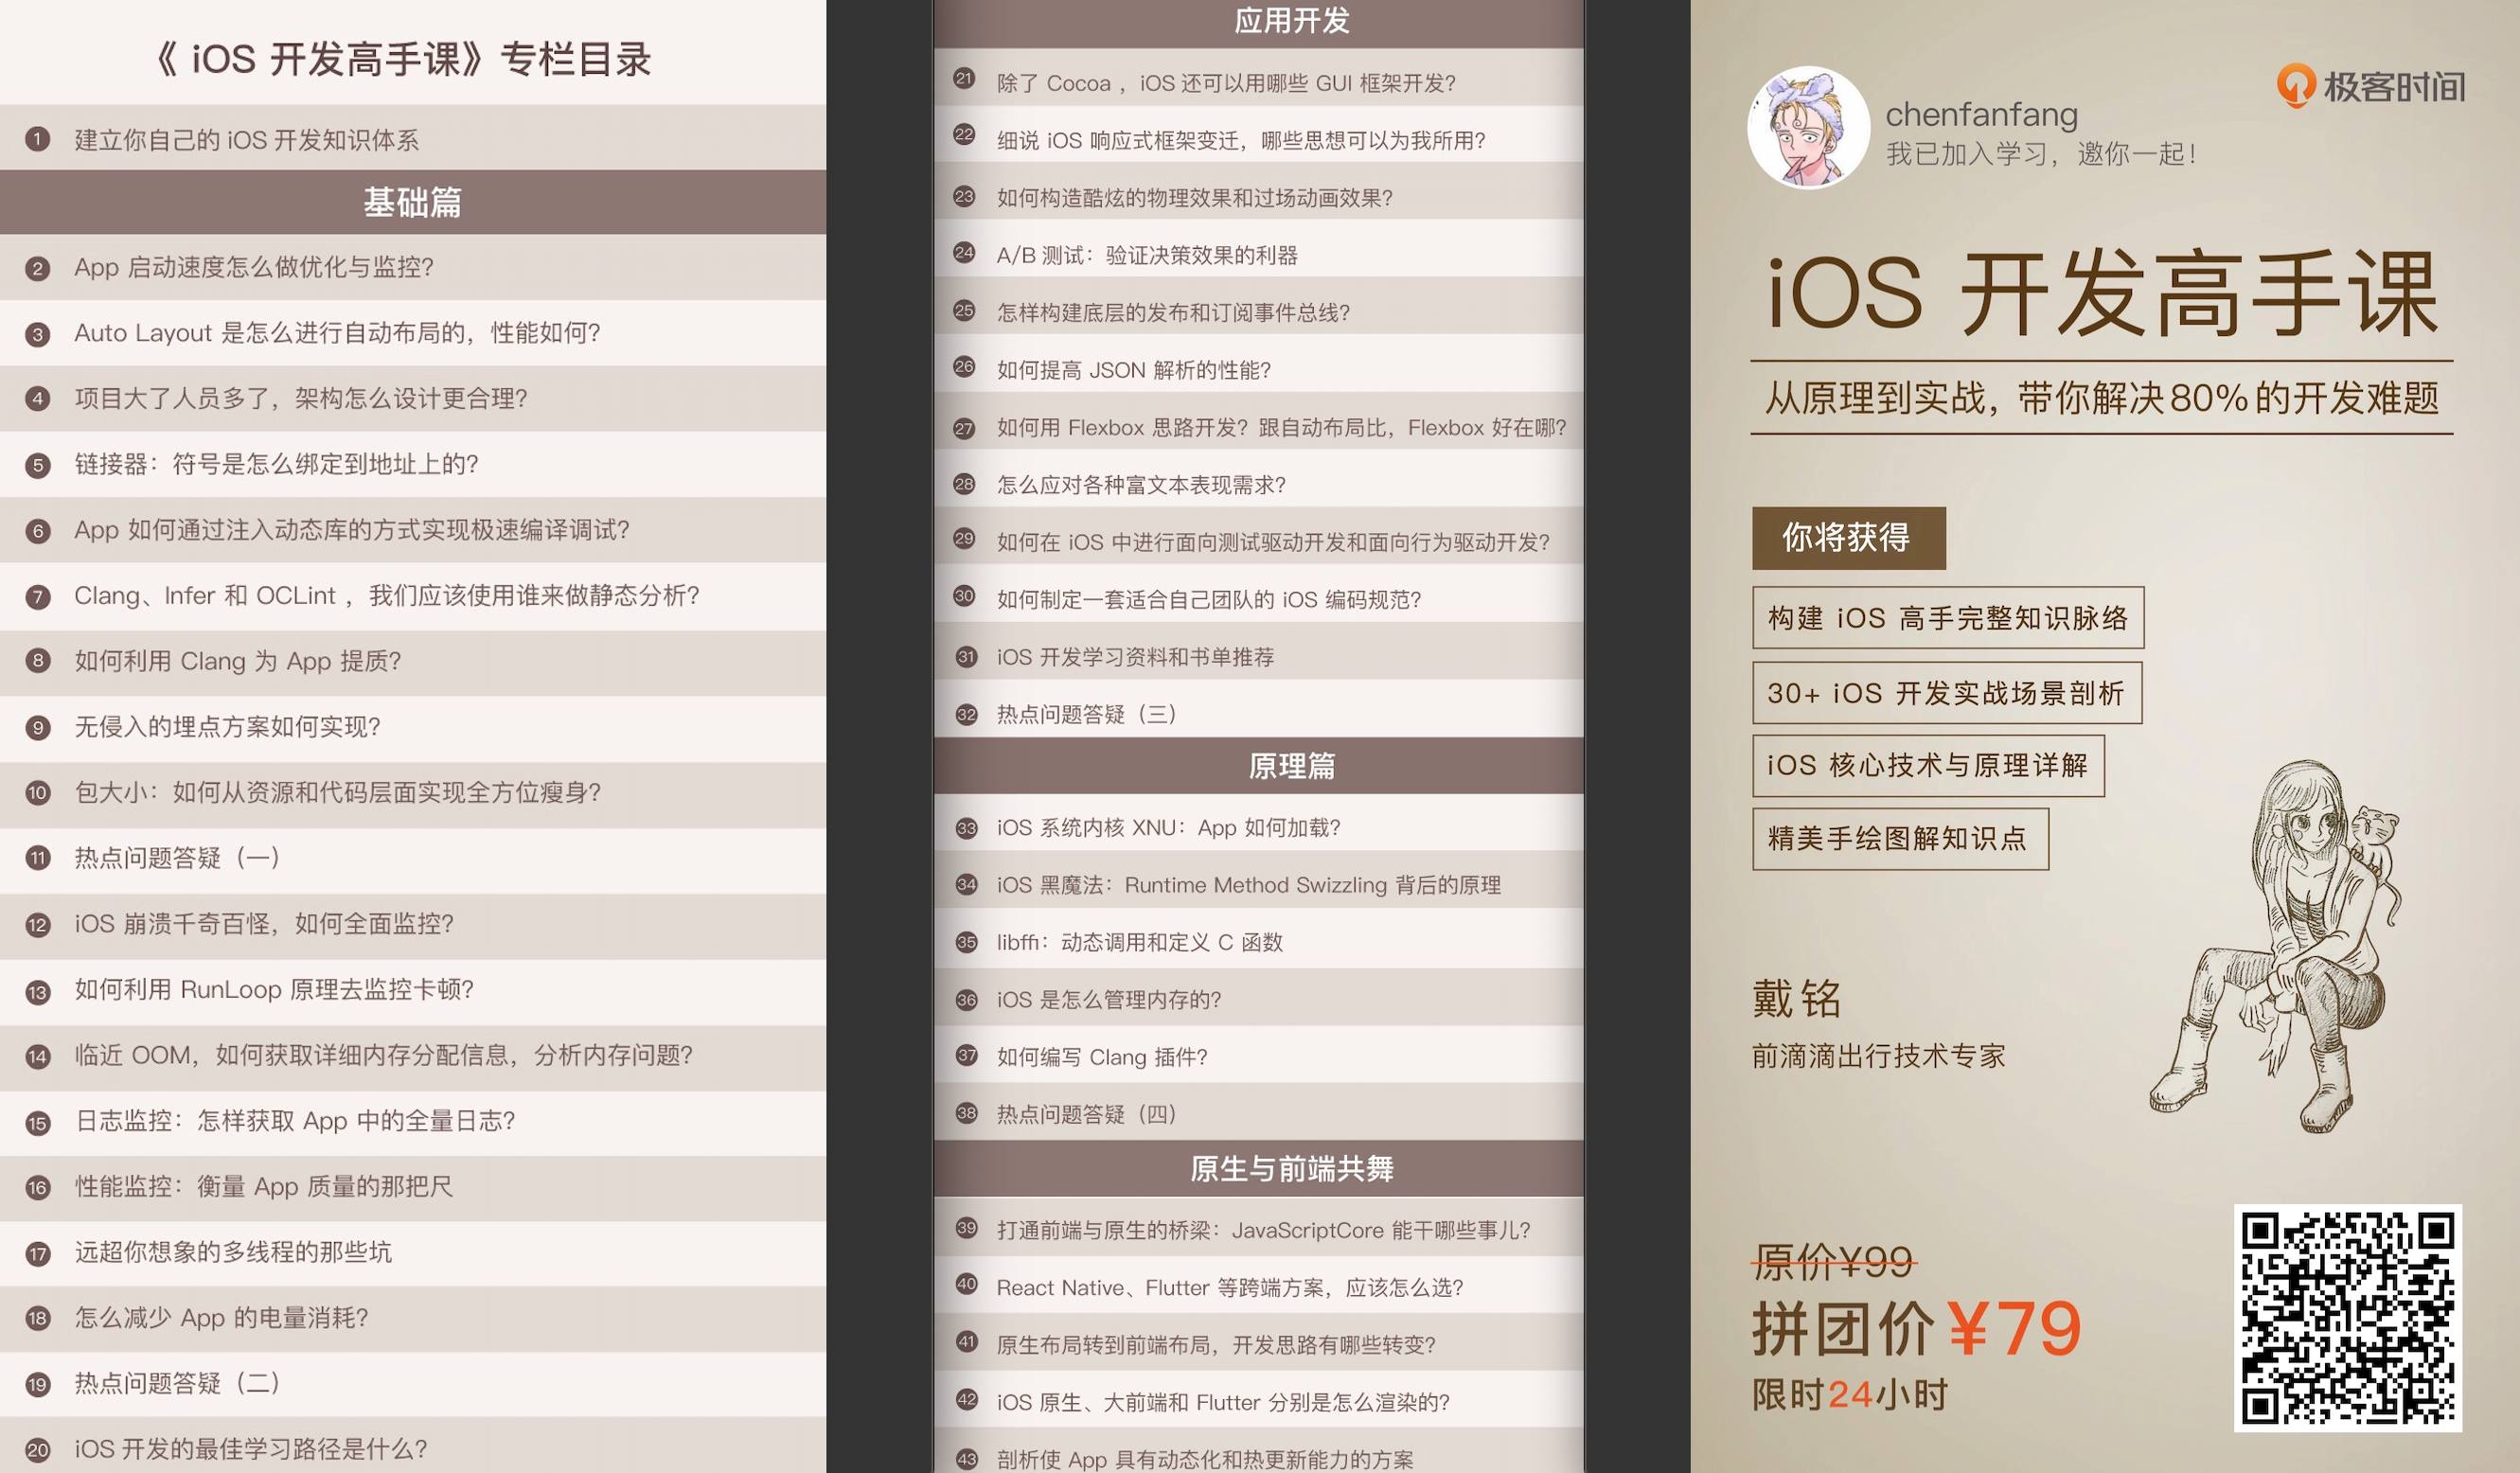 《 iOS 开发高手课》专栏目录
1 建立你自己的 iOS 开发知识体系
基础篇
2 App 启动速度怎么做优化与监控?
3 Auto Layout 是怎么进行自动布局的，性能如何?
4 项目大了人员多了，架构怎么设计更合理?
5 链接器：符号是怎么绑定到地址上的?
6 App 如何通过注入动态库的方式实现极速编译调试?
7 Clang、Infer 和 OCLint ，我们应该使用谁来做静态分析?
8 如何利用 Clang 为 App 提质?
9 无侵入的埋点方案如何实现?
10 包大小：如何从资源和代码层面实现全方位瘦身?
11 热点问题答疑（一）
12 iOS 崩溃千奇百怪，如何全面监控?
13 如何利用 RunLoop 原理去监控卡顿?
14 临近 OOM，如何获取详细内存分配信息，分析内存问题?
15 日志监控：怎样获取 App 中的全量日志?
16 性能监控：衡量 App 质量的那把尺
17 远超你想象的多线程的那些坑
18 怎么减少 App 的电量消耗?
19 热点问题答疑（二）
20 iOS 开发的最佳学习路径是什么?
应用开发
21 除了 Cocoa ，iOS 还可以用哪些 GUI 框架开发?
22 细说 iOS 响应式框架变迁，哪些思想可以为我所用?
23 如何构造酷炫的物理效果和过场动画效果?
24 A/B 测试：验证决策效果的利器
25 怎样构建底层的发布和订阅事件总线?
26 如何提高 JSON 解析的性能?
27 如何用 Flexbox 思路开发? 跟自动布局比，Flexbox 好在哪?
28 怎么应对各种富文本表现需求?
29 如何在 iOS 中进行面向测试驱动开发和面向行为驱动开发?
30 如何制定一套适合自己团队的 iOS 编码规范?
31 iOS 开发学习资料和书单推荐
32 热点问题答疑（三）
原理篇
33 iOS 系统内核 XNU：App 如何加载?
34 iOS 黑魔法：Runtime Method Swizzling 背后的原理
35 libffi：动态调用和定义 C 函数
36 iOS 是怎么管理内存的?
37 如何编写 Clang 插件?
38 热点问题答疑（四）
原生与前端共舞
39 打通前端与原生的桥梁：JavaScriptCore 能干哪些事儿?
40 React Native、Flutter 等跨端方案，应该怎么选?
41 原生布局转到前端布局，开发思路有哪些转变?
42 iOS 原生、大前端和 Flutter 分别是怎么渲染的?
43 剖析使 App 具有动态化和热更新能力的方案
极客时间
chenfanfang
我已加入学习，邀你一起！
iOS 开发高手课
从原理到实战，带你解决80%的开发难题
你将获得
构建 iOS 高手完整知识脉络
30+ iOS 开发实战场景剖析
iOS 核心技术与原理详解
精美手绘图解知识点
戴铭
前滴滴出行技术专家
原价¥99
拼团价¥79
限时24小时